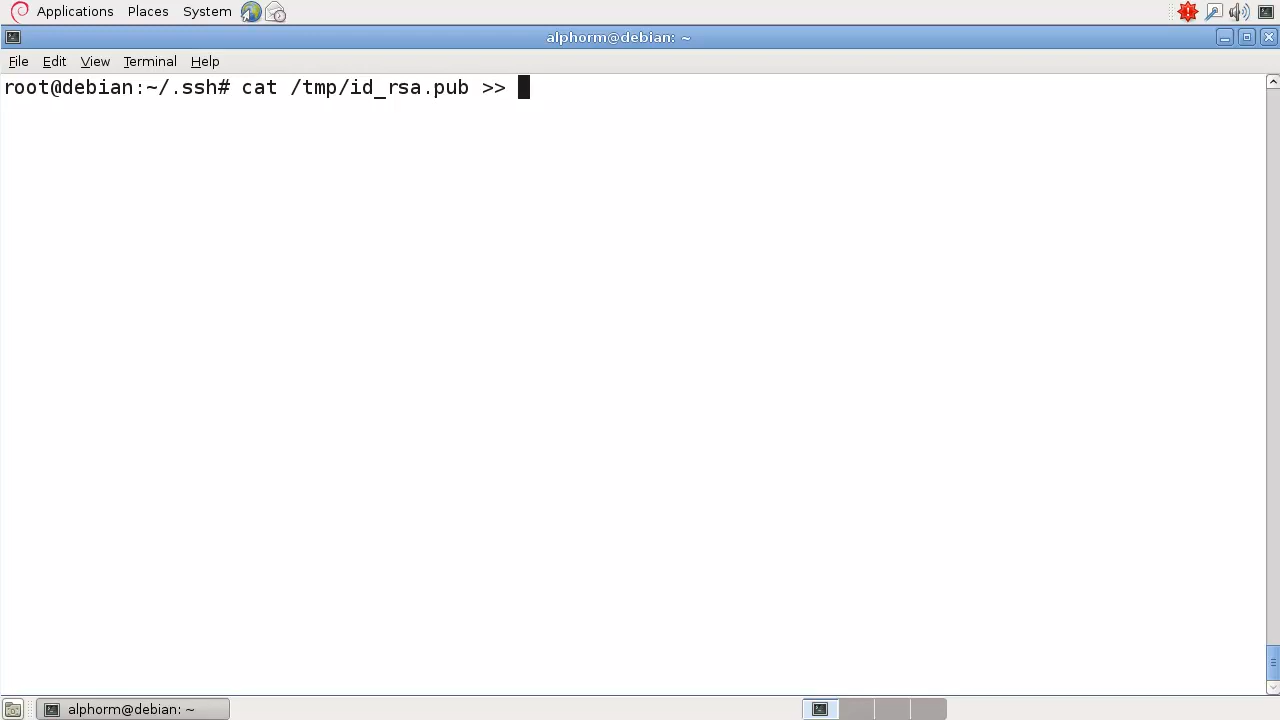 Applications Places System
alphorm@debian: ~
File Edit View Terminal Help
root@debian:~/.ssh# cat /tmp/id_rsa.pub >>
alphorm@debian: ~